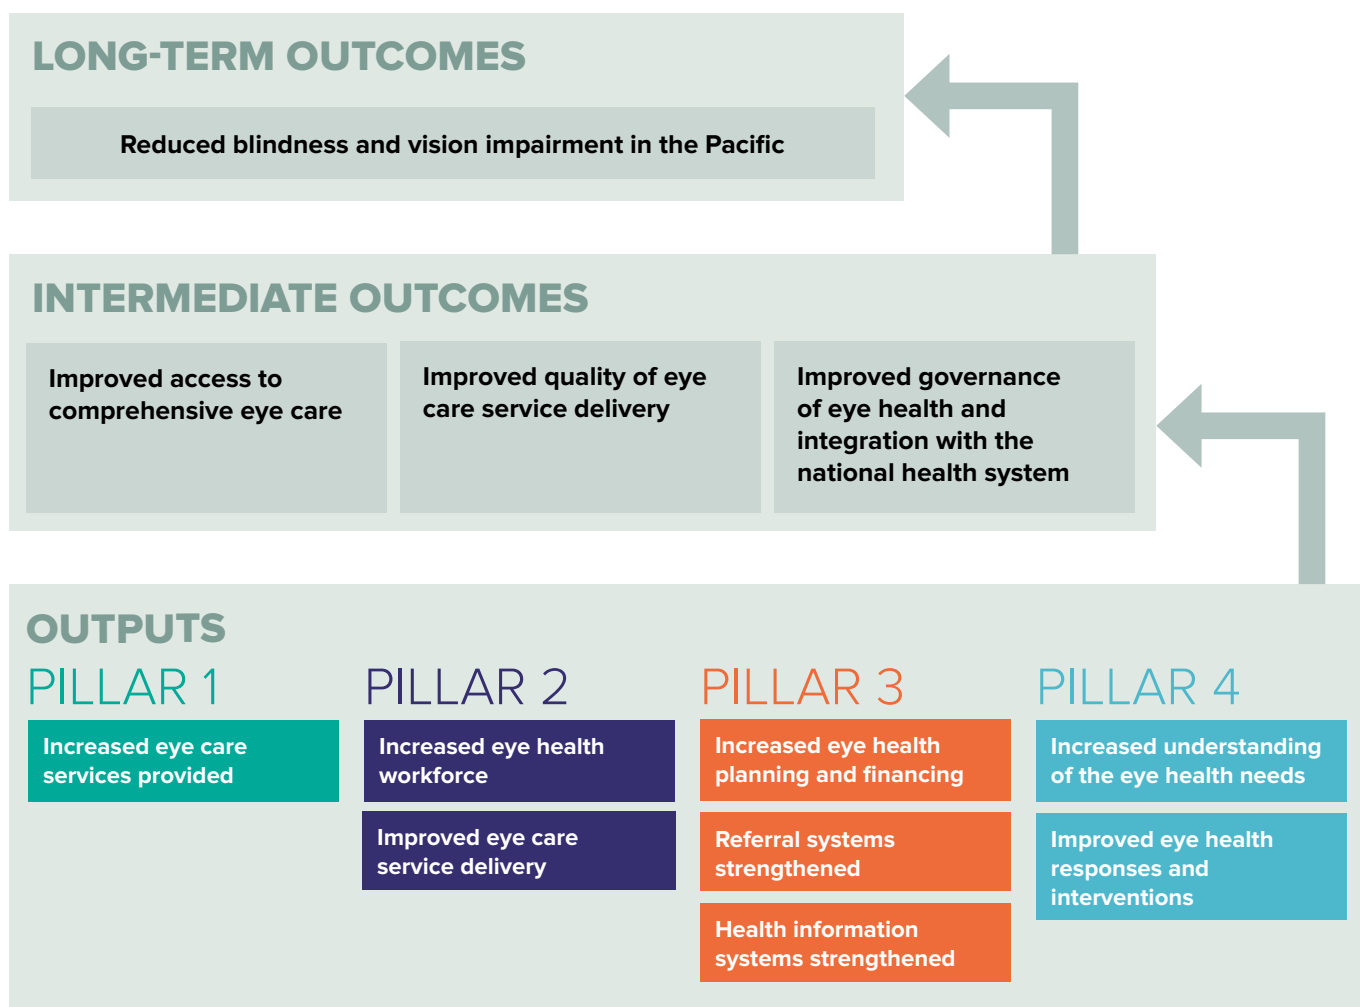 LONG-TERM OUTCOMES
Reduced blindness and vision impairment in the Pacific
INTERMEDIATE OUTCOMES
Improved access to
comprehensive eye care
Improved quality of eye
care service delivery
Improved governance
of eye health and
integration with the
national health system
OUTPUTS
PILLAR 1
Increased eye care
services provided
PILLAR 2
Increased eye health
workforce
Improved eye care
service delivery
PILLAR 3
Increased eye health
planning and financing
Referral systems
strengthened
Health information
systems strengthened
PILLAR 4
Increased understanding
of the eye health needs
Improved eye health
responses and
interventions